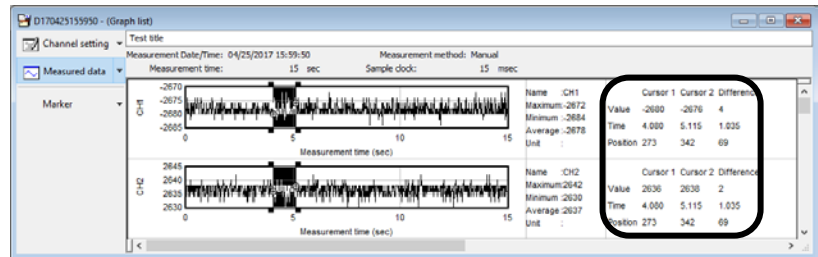 D170425155950 - (Graph list)
Channel setting
Measured data
Marker
Test title
Measurement Date/Time: 04/25/2017 15:59:50 Measurement method: Manual
Measurement time: 15 sec Sample clock: 15 msec
CH1
-2670
-2675
-2680
-2685
0 5 10 15
Measurement time (sec)
Name :CH1
Maximum:-2672
Minimum :-2684
Average :-2678
Unit :
Cursor 1 Cursor 2 Difference
Value -2680 -2676 4
Time 4.080 5.115 1.035
Position 273 342 69
CH2
2645
2640
2635
2630
0 5 10 15
Measurement time (sec)
Name :CH2
Maximum:2642
Minimum :2630
Average :2637
Unit :
Cursor 1 Cursor 2 Difference
Value 2636 2638 2
Time 4.080 5.115 1.035
Position 273 342 69